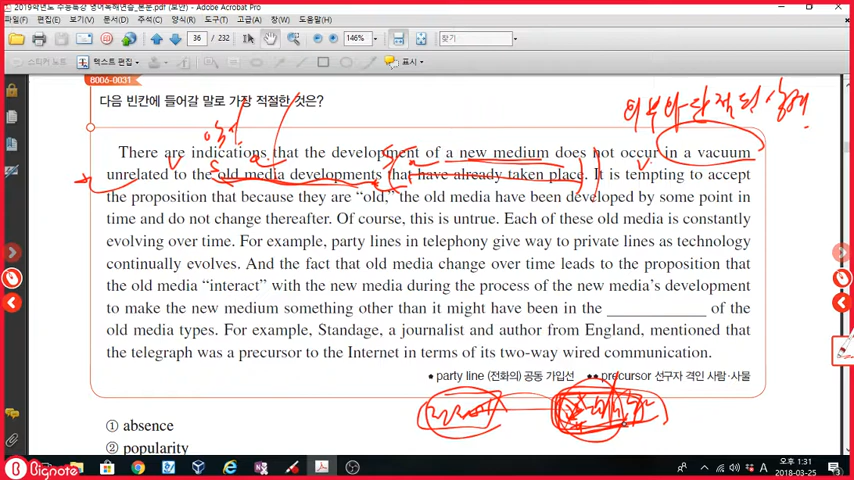 2019학년도 수능특강 영어독해연습_본문.pdf (보안) - Adobe Acrobat Pro
파일(F) 편집(E) 보기(V) 문서(D) 주석(C) 양식(R) 도구(T) 고급(A) 창(W) 도움말(H)
36 / 232 146% 찾기
스티커 노트 텍스트 편집 표시
8006-0031
다음 빈칸에 들어갈 말로 가장 적절한 것은?
There are indications that the development of a new medium does not occur in a vacuum
unrelated to the old media developments that have already taken place. It is tempting to accept
the proposition that because they are “old,” the old media have been developed by some point in
time and do not change thereafter. Of course, this is untrue. Each of these old media is constantly
evolving over time. For example, party lines in telephony give way to private lines as technology
continually evolves. And the fact that old media change over time leads to the proposition that
the old media “interact” with the new media during the process of the new media’s development
to make the new medium something other than it might have been in the ____________ of the
old media types. For example, Standage, a journalist and author from England, mentioned that
the telegraph was a precursor to the Internet in terms of its two-way wired communication.
● party line (전화의) 공동 가입선 ●● precursor 선구자 격인 사람·사물
① absence
② popularity
Bignote
A 오후 1:31
2018-03-25